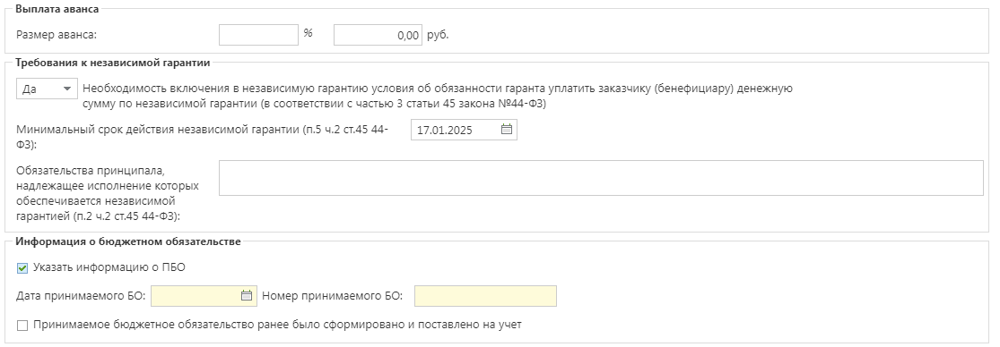 Выплата аванса
Размер аванса: % 0,00 руб.
Требования к независимой гарантии
Да Необходимость включения в независимую гарантию условия об обязанности гаранта уплатить заказчику (бенефициару) денежную
сумму по независимой гарантии (в соответствии с частью 3 статьи 45 закона №44-ФЗ)
Минимальный срок действия независимой гарантии (п.5 ч.2 ст.45 44-
ФЗ): 17.01.2025
Обязательства принципала,
надлежащее исполнение которых
обеспечивается независимой
гарантией (п.2 ч.2 ст.45 44-ФЗ):
Информация о бюджетном обязательстве
Указать информацию о ПБО
Дата принимаемого БО: Номер принимаемого БО:
Принимаемое бюджетное обязательство ранее было сформировано и поставлено на учет